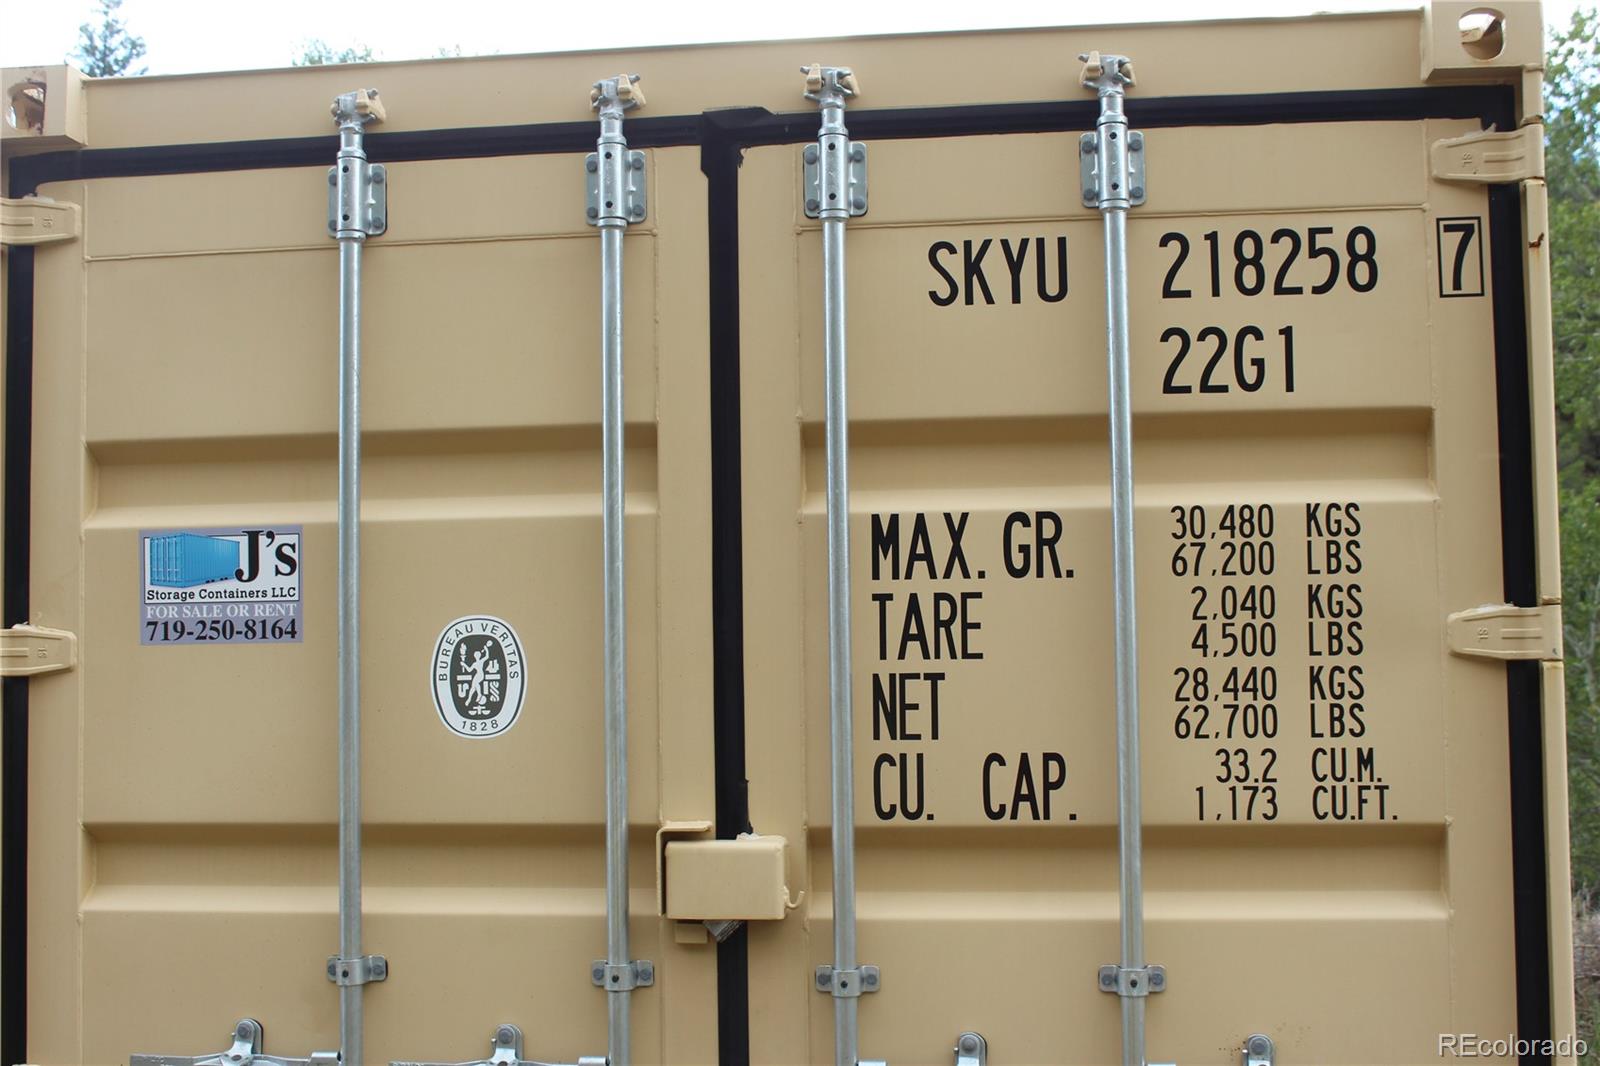 SKYU 218258 7
22G1
MAX. GR. 30,480 KGS
67,200 LBS
TARE 2,040 KGS
4,500 LBS
NET 28,440 KGS
62,700 LBS
CU. CAP. 33.2 CU.M.
1,173 CU.FT.
J's
Storage Containers LLC
FOR SALE OR RENT
719-250-8164
BUREAU VERITAS
1828
REcolorado